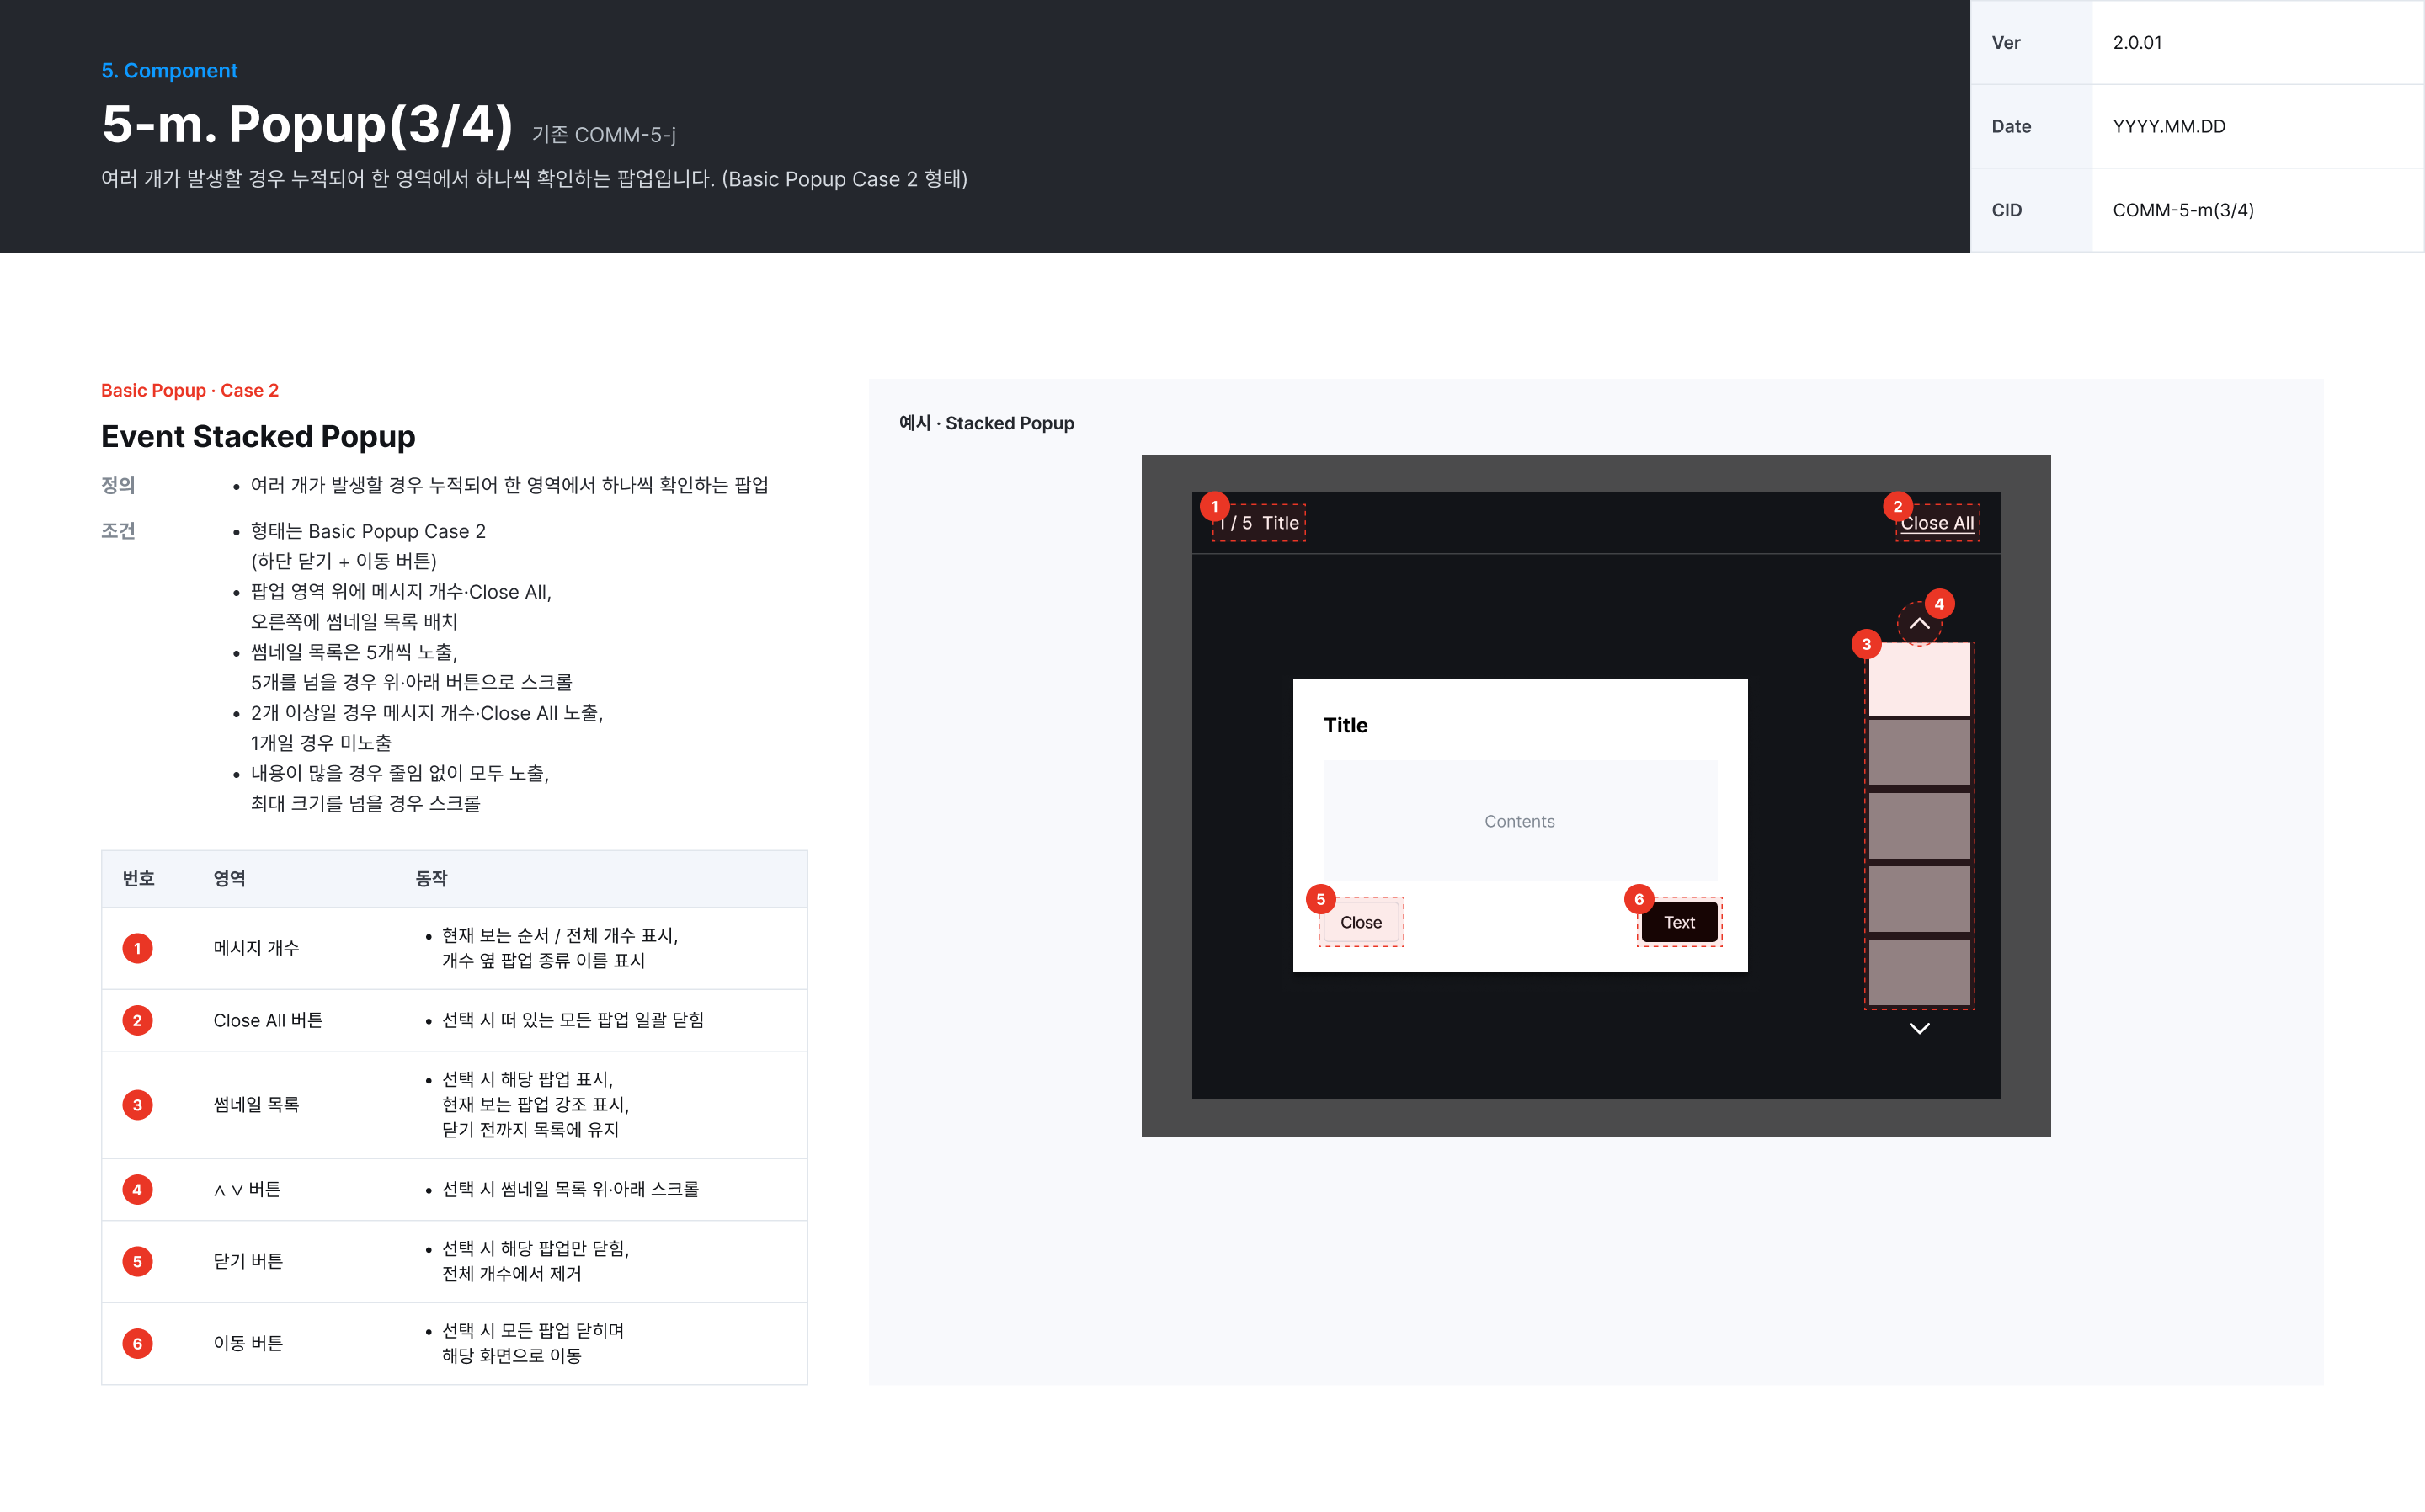 5. Component
5-m. Popup(3/4) 기존 COMM-5-j
여러 개가 발생할 경우 누적되어 한 영역에서 하나씩 확인하는 팝업입니다. (Basic Popup Case 2 형태)
Ver 2.0.01
Date YYYY.MM.DD
CID COMM-5-m(3/4)
Basic Popup · Case 2
Event Stacked Popup
정의
• 여러 개가 발생할 경우 누적되어 한 영역에서 하나씩 확인하는 팝업
조건
• 형태는 Basic Popup Case 2
(하단 닫기 + 이동 버튼)
• 팝업 영역 위에 메시지 개수·Close All,
오른쪽에 썸네일 목록 배치
• 썸네일 목록은 5개씩 노출,
5개를 넘을 경우 위·아래 버튼으로 스크롤
• 2개 이상일 경우 메시지 개수·Close All 노출,
1개일 경우 미노출
• 내용이 많을 경우 줄임 없이 모두 노출,
최대 크기를 넘을 경우 스크롤
번호 영역 동작
1 메시지 개수
• 현재 보는 순서 / 전체 개수 표시,
개수 옆 팝업 종류 이름 표시
2 Close All 버튼
• 선택 시 떠 있는 모든 팝업 일괄 닫힘
3 썸네일 목록
• 선택 시 해당 팝업 표시,
현재 보는 팝업 강조 표시,
닫기 전까지 목록에 유지
4 ∧ ∨ 버튼
• 선택 시 썸네일 목록 위·아래 스크롤
5 닫기 버튼
• 선택 시 해당 팝업만 닫힘,
전체 개수에서 제거
6 이동 버튼
• 선택 시 모든 팝업 닫히며
해당 화면으로 이동
예시 · Stacked Popup
1
1 / 5 Title
2
Close All
4
3
Title
Contents
5
Close
6
Text